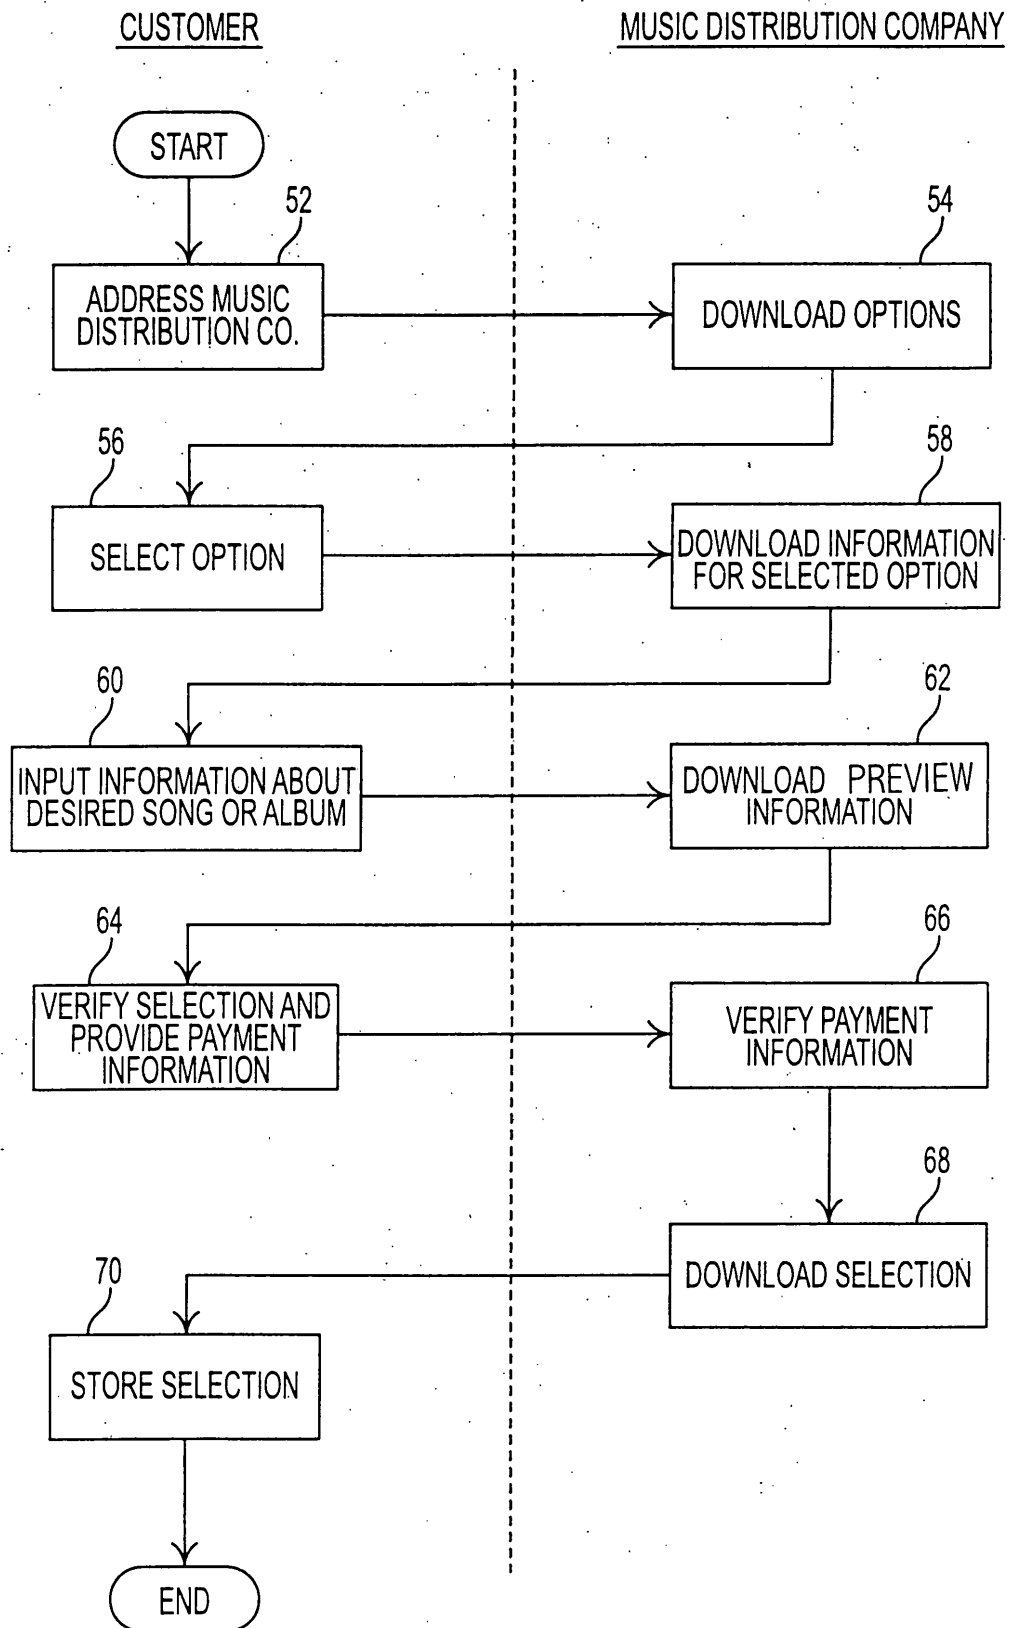 CUSTOMER
MUSIC DISTRIBUTION COMPANY
START
52
ADDRESS MUSIC
DISTRIBUTION CO.
54
DOWNLOAD OPTIONS
56
SELECT OPTION
58
DOWNLOAD INFORMATION
FOR SELECTED OPTION
60
INPUT INFORMATION ABOUT
DESIRED SONG OR ALBUM
62
DOWNLOAD PREVIEW
INFORMATION
64
VERIFY SELECTION AND
PROVIDE PAYMENT
INFORMATION
66
VERIFY PAYMENT
INFORMATION
68
DOWNLOAD SELECTION
70
STORE SELECTION
END